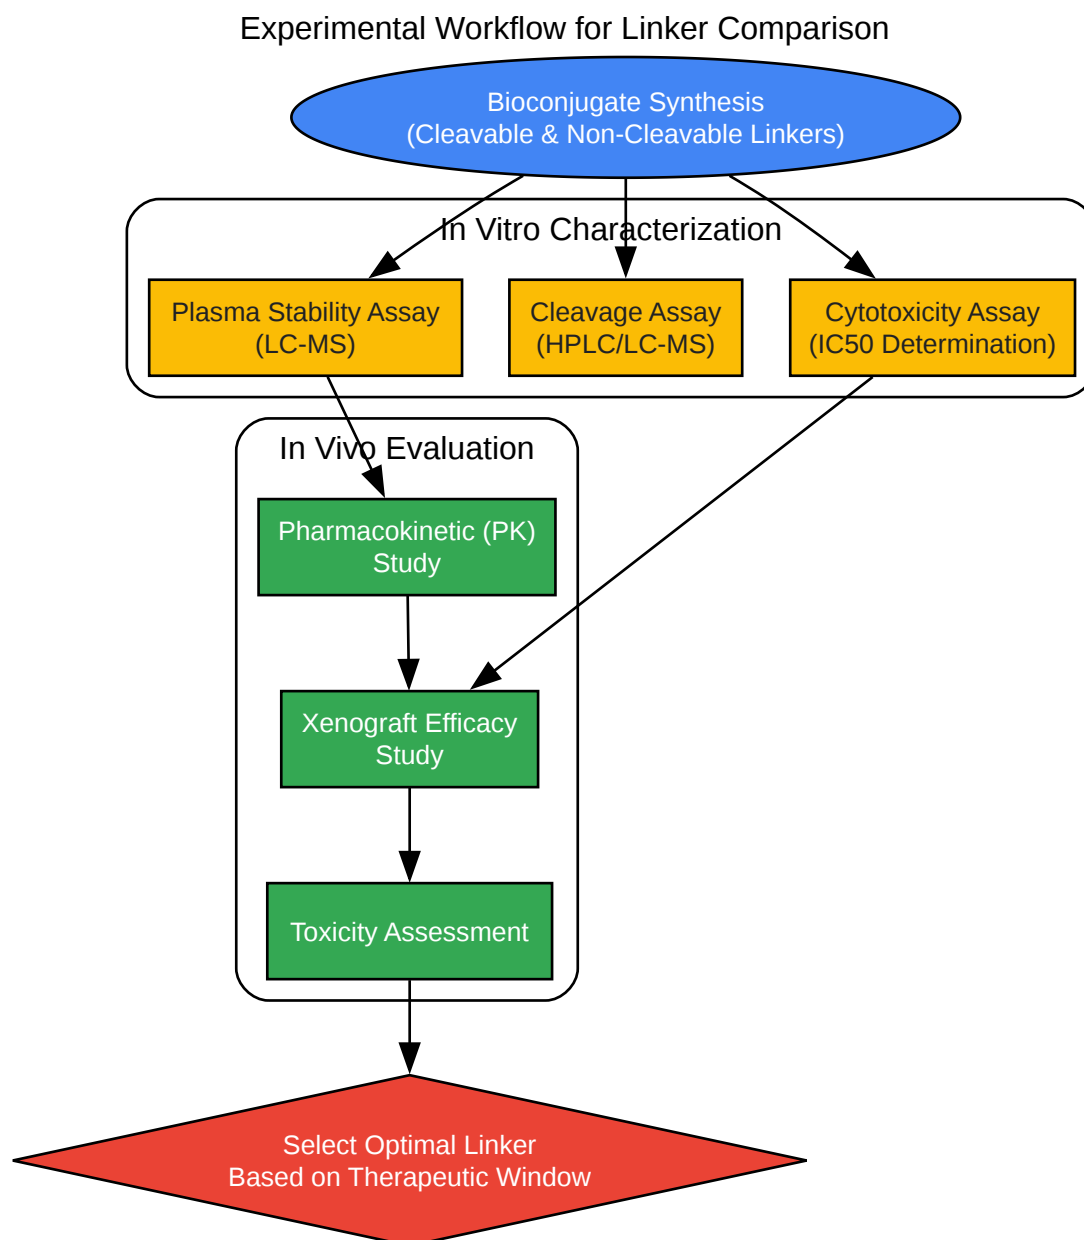 Experimental Workflow for Linker Comparison
Bioconjugate Synthesis
(Cleavable & Non-Cleavable Linkers)
In Vitro Characterization
Plasma Stability Assay
(LC-MS)
Cleavage Assay
(HPLC/LC-MS)
Cytotoxicity Assay
(IC50 Determination)
In Vivo Evaluation
Pharmacokinetic (PK)
Study
Xenograft Efficacy
Study
Toxicity Assessment
Select Optimal Linker
Based on Therapeutic Window